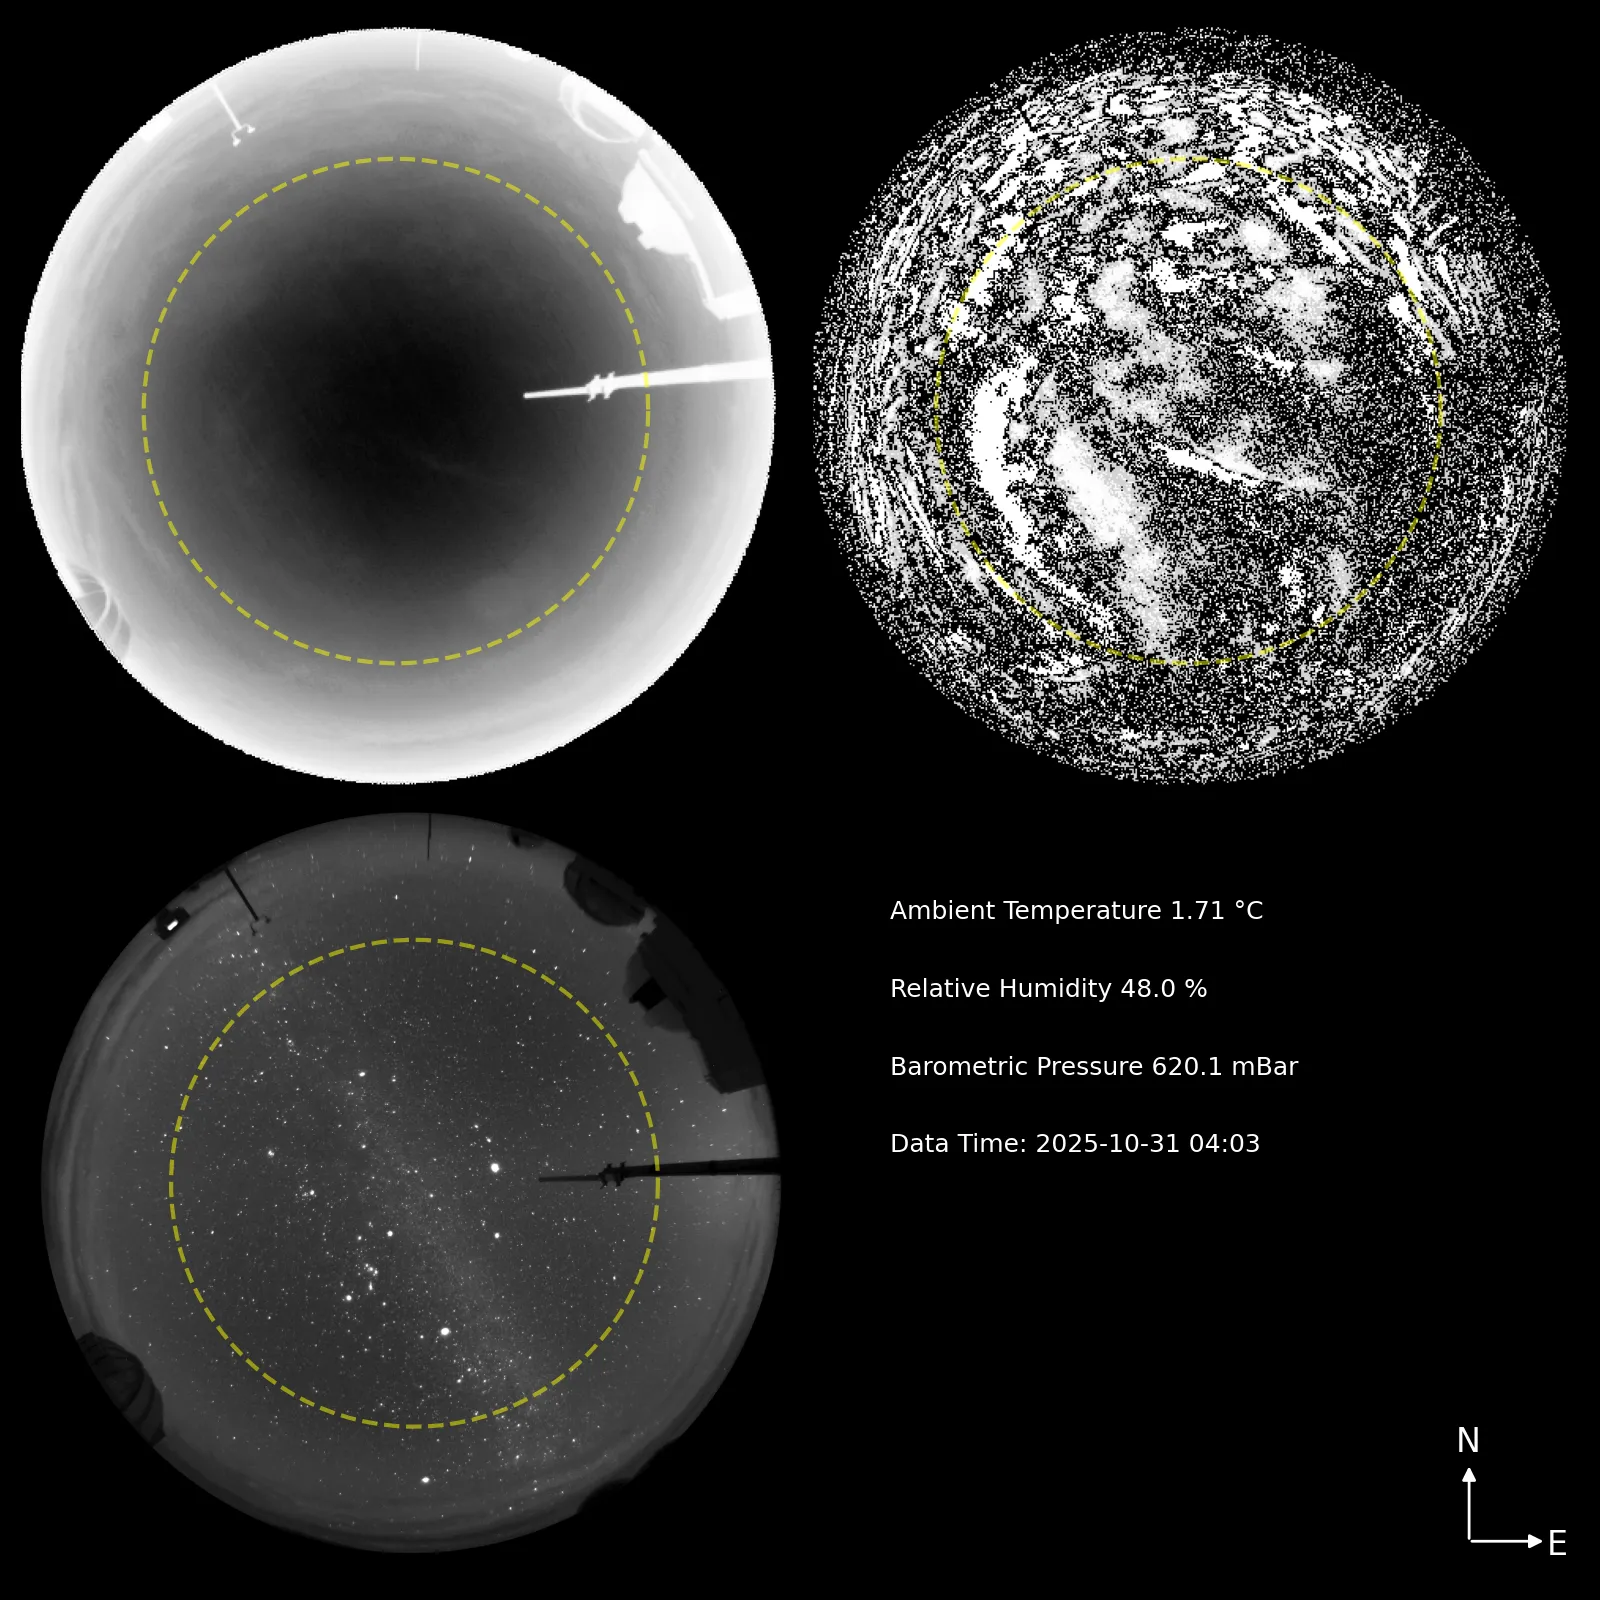 Ambient Temperature 1.71 °C
Relative Humidity 48.0 %
Barometric Pressure 620.1 mBar
Data Time: 2025-10-31 04:03
N
E